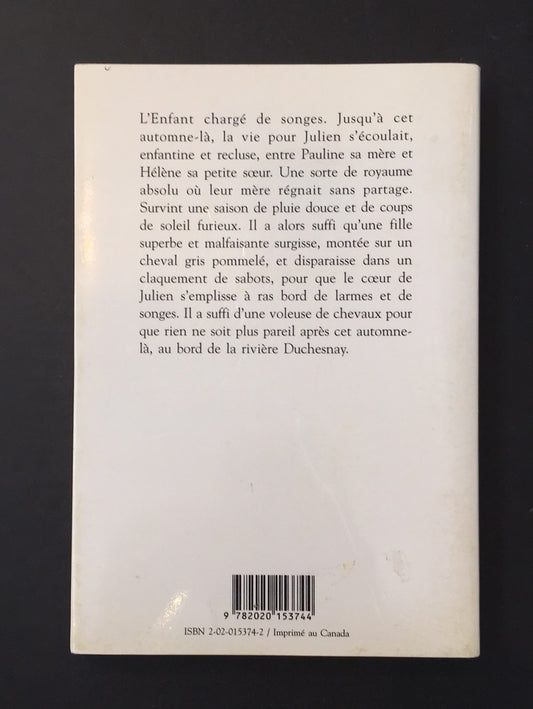 L'Enfant chargé de songes. Jusqu'à cet
automne-là, la vie pour Julien s'écoulait,
enfantine et recluse, entre Pauline sa mère et
Hélène sa petite sœur. Une sorte de royaume
absolu où leur mère régnait sans partage.
Survint une saison de pluie douce et de coups
de soleil furieux. Il a alors suffi qu'une fille
superbe et malfaisante surgisse, montée sur un
cheval gris pommelé, et disparaisse dans un
claquement de sabots, pour que le cœur de
Julien s'emplisse à ras bord de larmes et de
songes. Il a suffi d'une voleuse de chevaux pour
que rien ne soit plus pareil après cet automne-
là, au bord de la rivière Duchesnay.
9 782020 153744
ISBN 2-02-015374-2 / Imprimé au Canada